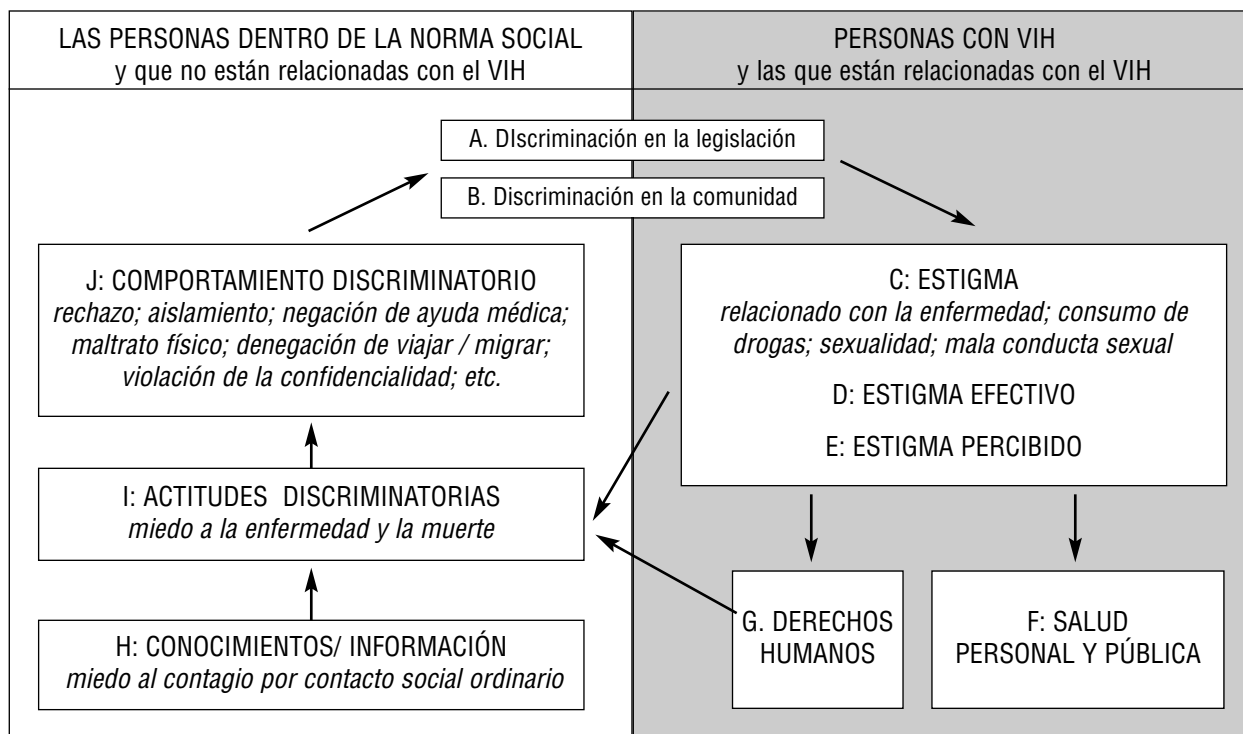 LAS PERSONAS DENTRO DE LA NORMA SOCIAL
y que no están relacionadas con el VIH
PERSONAS CON VIH
y las que están relacionadas con el VIH
A. DIscriminación en la legislación
B. Discriminación en la comunidad
J: COMPORTAMIENTO DISCRIMINATORIO
rechazo; aislamiento; negación de ayuda médica;
maltrato físico; denegación de viajar / migrar;
violación de la confidencialidad; etc.
C: ESTIGMA
relacionado con la enfermedad; consumo de
drogas; sexualidad; mala conducta sexual
D: ESTIGMA EFECTIVO
E: ESTIGMA PERCIBIDO
I: ACTITUDES DISCRIMINATORIAS
miedo a la enfermedad y la muerte
H: CONOCIMIENTOS/ INFORMACIÓN
miedo al contagio por contacto social ordinario
G. DERECHOS
HUMANOS
F: SALUD
PERSONAL Y PÚBLICA